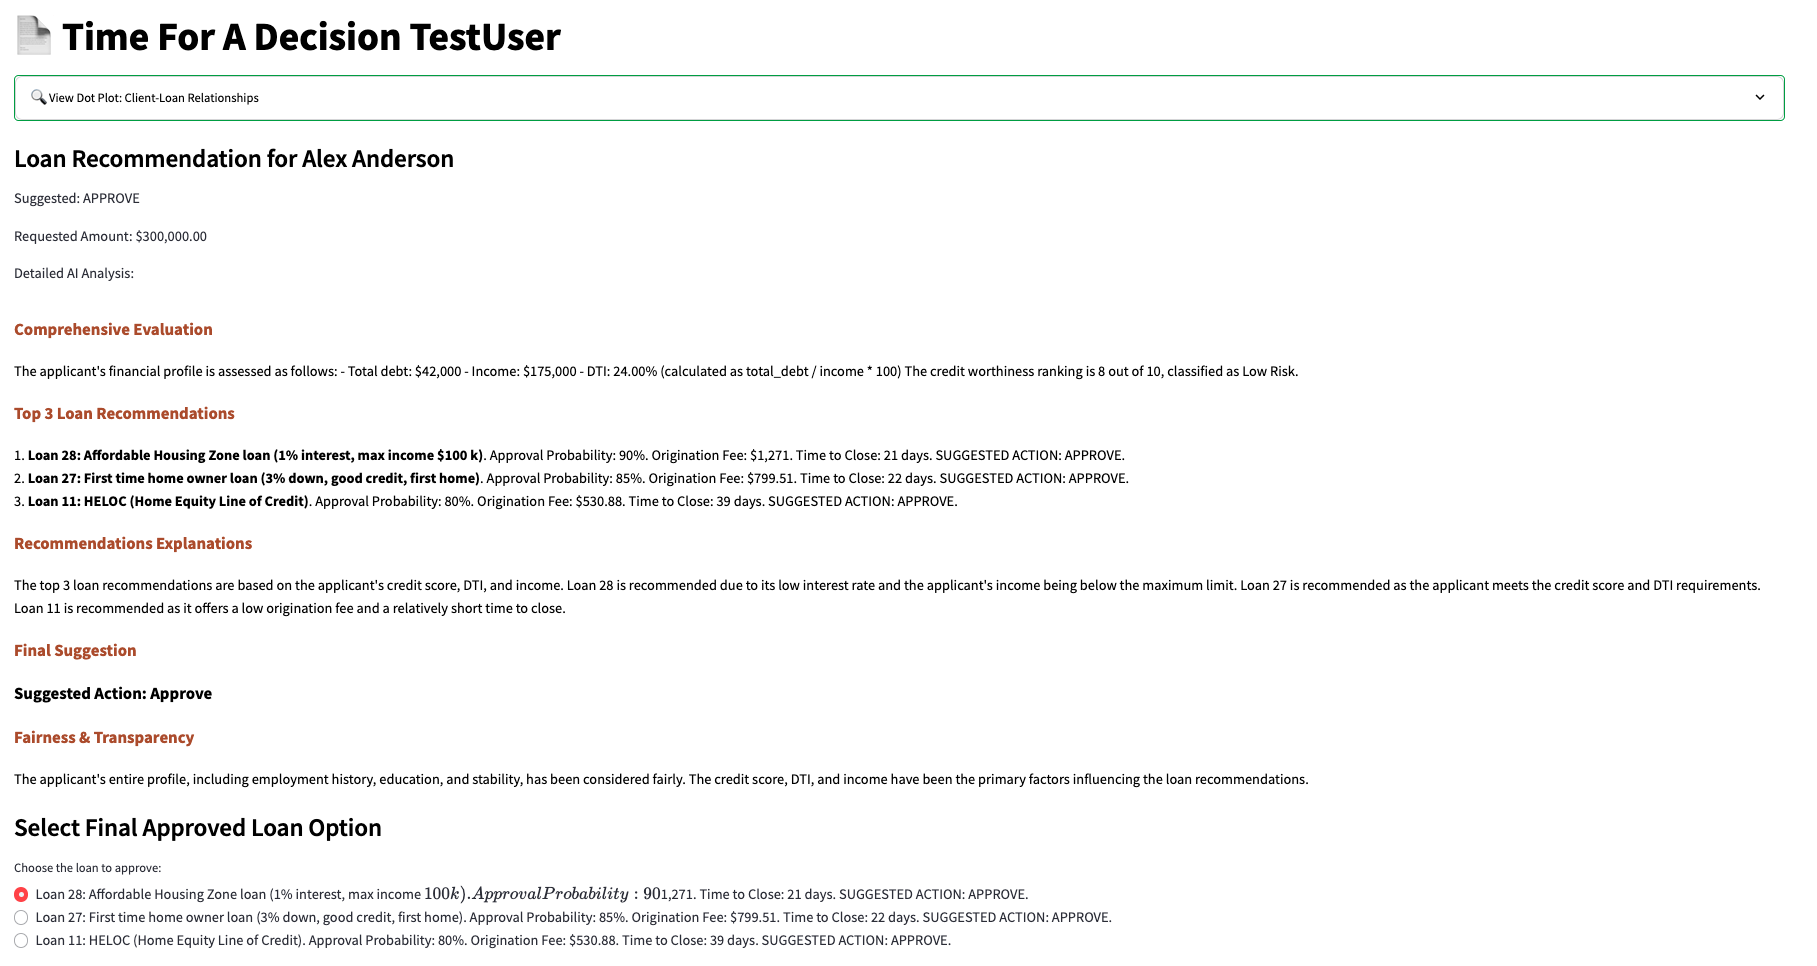 Time For A Decision TestUser
View Dot Plot: Client-Loan Relationships
Loan Recommendation for Alex Anderson
Suggested: APPROVE
Requested Amount: $300,000.00
Detailed AI Analysis:
Comprehensive Evaluation
The applicant's financial profile is assessed as follows: - Total debt: $42,000 - Income: $175,000 - DTI: 24.00% (calculated as total_debt / income * 100) The credit worthiness ranking is 8 out of 10, classified as Low Risk.
Top 3 Loan Recommendations
1. Loan 28: Affordable Housing Zone loan (1% interest, max income $100 k). Approval Probability: 90%. Origination Fee: $1,271. Time to Close: 21 days. SUGGESTED ACTION: APPROVE.
2. Loan 27: First time home owner loan (3% down, good credit, first home). Approval Probability: 85%. Origination Fee: $799.51. Time to Close: 22 days. SUGGESTED ACTION: APPROVE.
3. Loan 11: HELOC (Home Equity Line of Credit). Approval Probability: 80%. Origination Fee: $530.88. Time to Close: 39 days. SUGGESTED ACTION: APPROVE.
Recommendations Explanations
The top 3 loan recommendations are based on the applicant's credit score, DTI, and income. Loan 28 is recommended due to its low interest rate and the applicant's income being below the maximum limit. Loan 27 is recommended as the applicant meets the credit score and DTI requirements.
Loan 11 is recommended as it offers a low origination fee and a relatively short time to close.
Final Suggestion
Suggested Action: Approve
Fairness & Transparency
The applicant's entire profile, including employment history, education, and stability, has been considered fairly. The credit score, DTI, and income have been the primary factors influencing the loan recommendations.
Select Final Approved Loan Option
Choose the loan to approve:
Loan 28: Affordable Housing Zone loan (1% interest, max income 100k).ApprovalProbability : 901,271. Time to Close: 21 days. SUGGESTED ACTION: APPROVE.
Loan 27: First time home owner loan (3% down, good credit, first home). Approval Probability: 85%. Origination Fee: $799.51. Time to Close: 22 days. SUGGESTED ACTION: APPROVE.
Loan 11: HELOC (Home Equity Line of Credit). Approval Probability: 80%. Origination Fee: $530.88. Time to Close: 39 days. SUGGESTED ACTION: APPROVE.